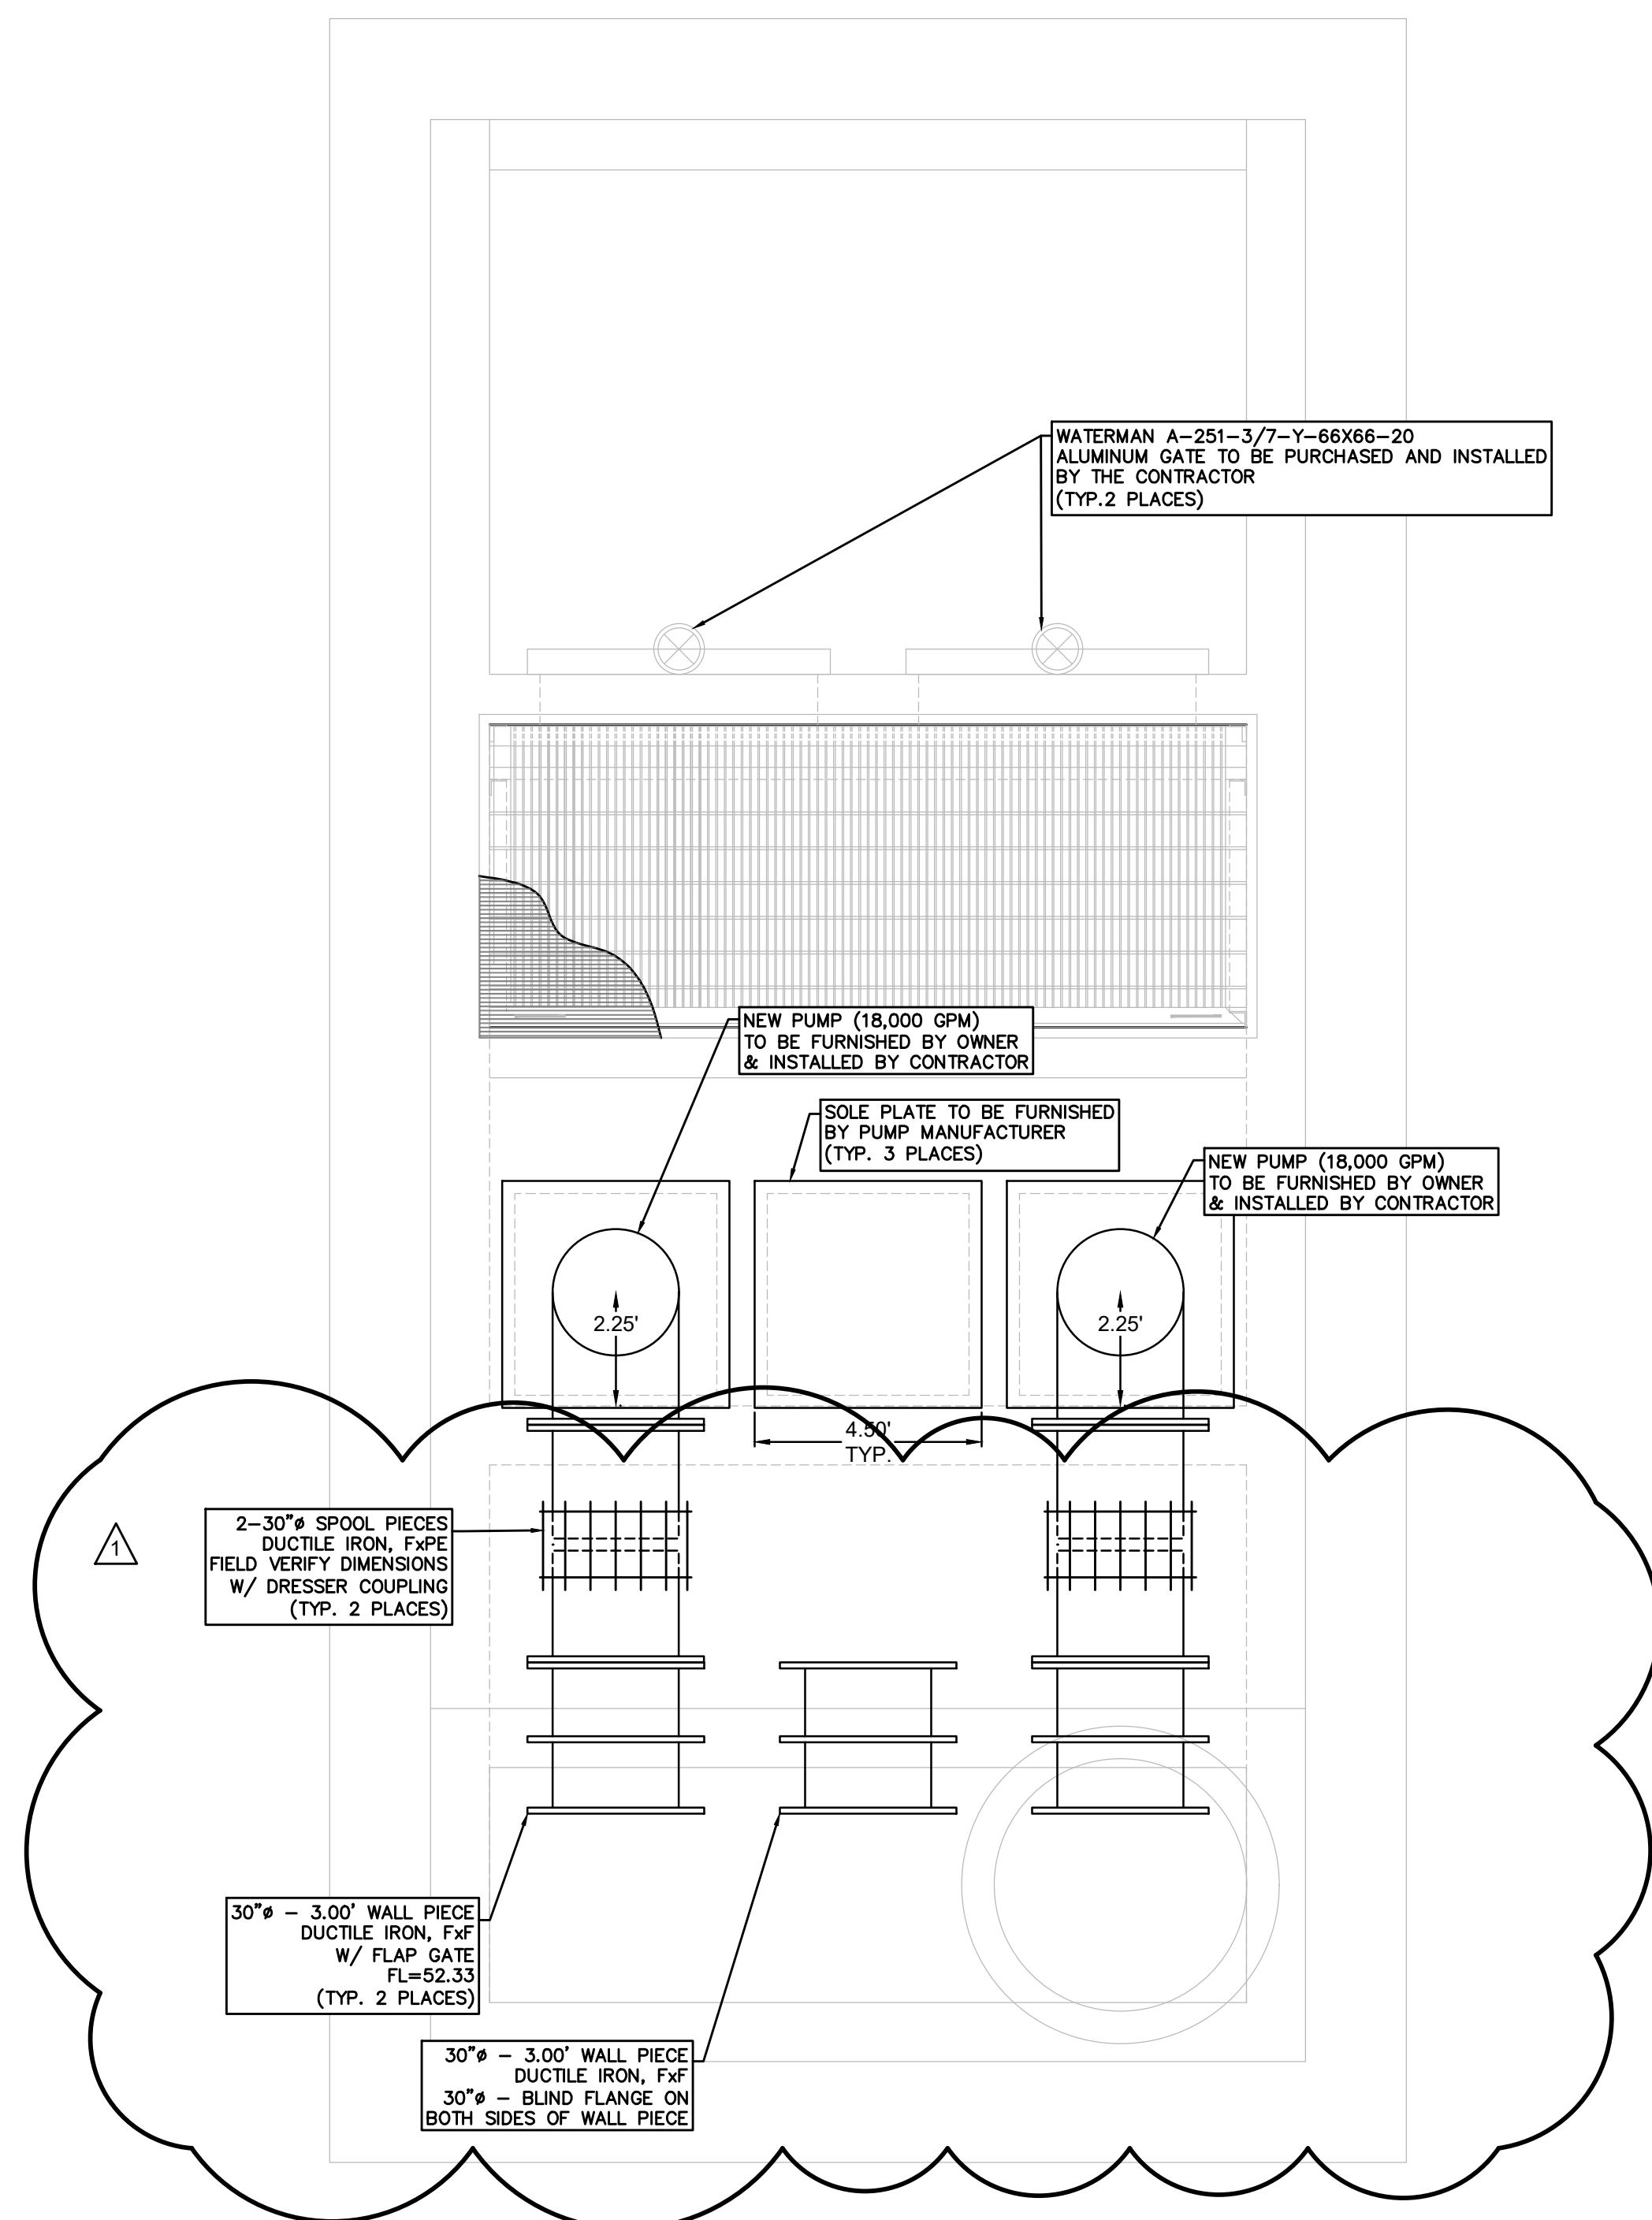 WATERMAN A-251-3/7-Y-66X66-20
ALUMINUM GATE TO BE PURCHASED AND INSTALLED
BY THE CONTRACTOR
(TYP.2 PLACES)
NEW PUMP (18,000 GPM)
TO BE FURNISHED BY OWNER
& INSTALLED BY CONTRACTOR
SOLE PLATE TO BE FURNISHED
BY PUMP MANUFACTURER
(TYP. 3 PLACES)
NEW PUMP (18,000 GPM)
TO BE FURNISHED BY OWNER
& INSTALLED BY CONTRACTOR
2.25'
2.25'
4.50'
TYP.
1
2-30"ø SPOOL PIECES
DUCTILE IRON, FxPE
FIELD VERIFY DIMENSIONS
W/ DRESSER COUPLING
(TYP. 2 PLACES)
30"ø - 3.00' WALL PIECE
DUCTILE IRON, FxF
W/ FLAP GATE
FL=52.33
(TYP. 2 PLACES)
30"ø - 3.00' WALL PIECE
DUCTILE IRON, FxF
30"ø - BLIND FLANGE ON
BOTH SIDES OF WALL PIECE